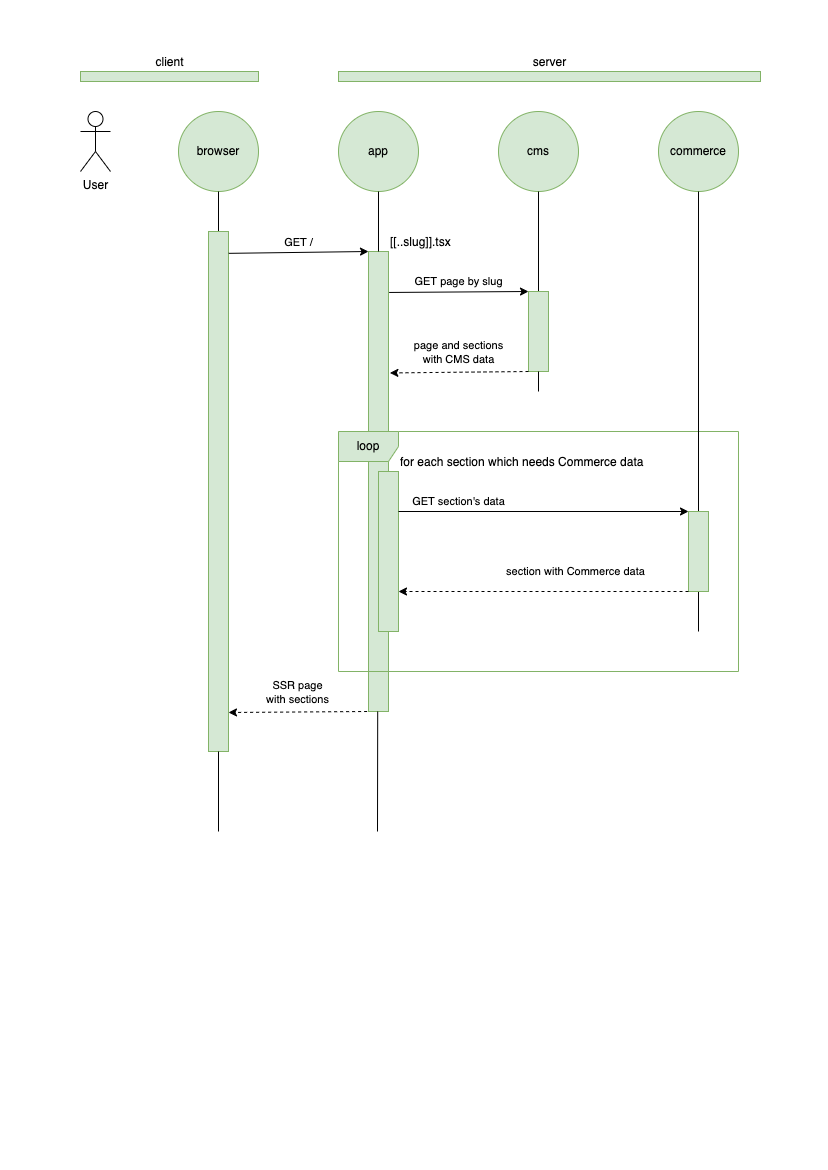 client
server
User
browser
app
cms
commerce
GET /
[[..slug]].tsx
GET page by slug
page and sections
with CMS data
loop
for each section which needs Commerce data
GET section's data
section with Commerce data
SSR page
with sections